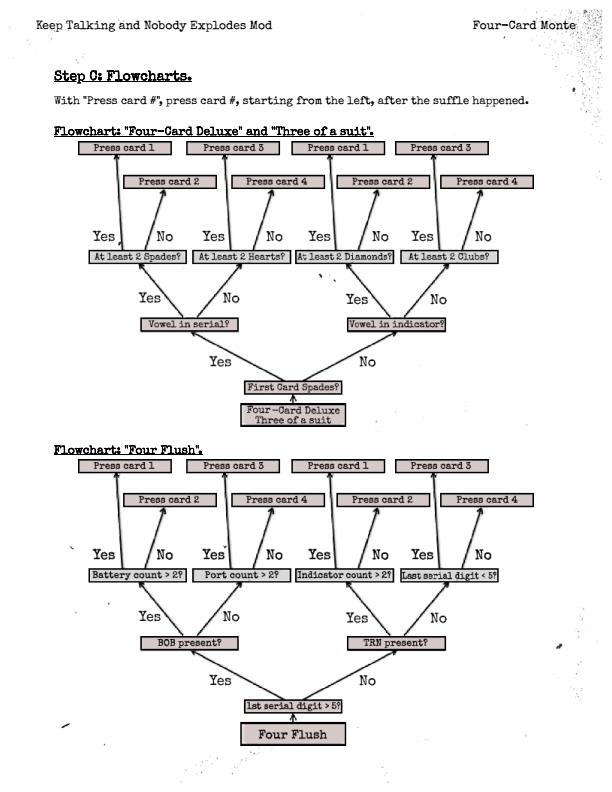 Keep Talking and Nobody Explodes Mod
Four-Card Monte
Step C: Flowcharts.
With "Press card #", press card #, starting from the left, after the suffle happened.
Flowchart: "Four-Card Deluxe" and "Three of a suit".
Press card 1
Press card 3
Press card 1
Press card 3
Press card 2
Press card 4
Press card 2
Press card 4
Yes
No
Yes
No
Yes
No
Yes
No
At least 2 Spades?
At least 2 Hearts?
At least 2 Diamonds?
At least 2 Clubs?
Yes
No
Yes
No
Vowel in serial?
Vowel in indicator?
Yes
No
First Card Spades?
Four-Card Deluxe
Three of a suit
Flowchart: "Four Flush".
Press card 1
Press card 3
Press card 1
Press card 3
Press card 2
Press card 4
Press card 2
Press card 4
Yes
No
Yes
No
Yes
No
Yes
No
Battery count > 2?
Port count > 2?
Indicator count > 2?
Last serial digit < 5?
Yes
No
Yes
No
BOB present?
TRN present?
Yes
No
1st serial digit > 5?
Four Flush